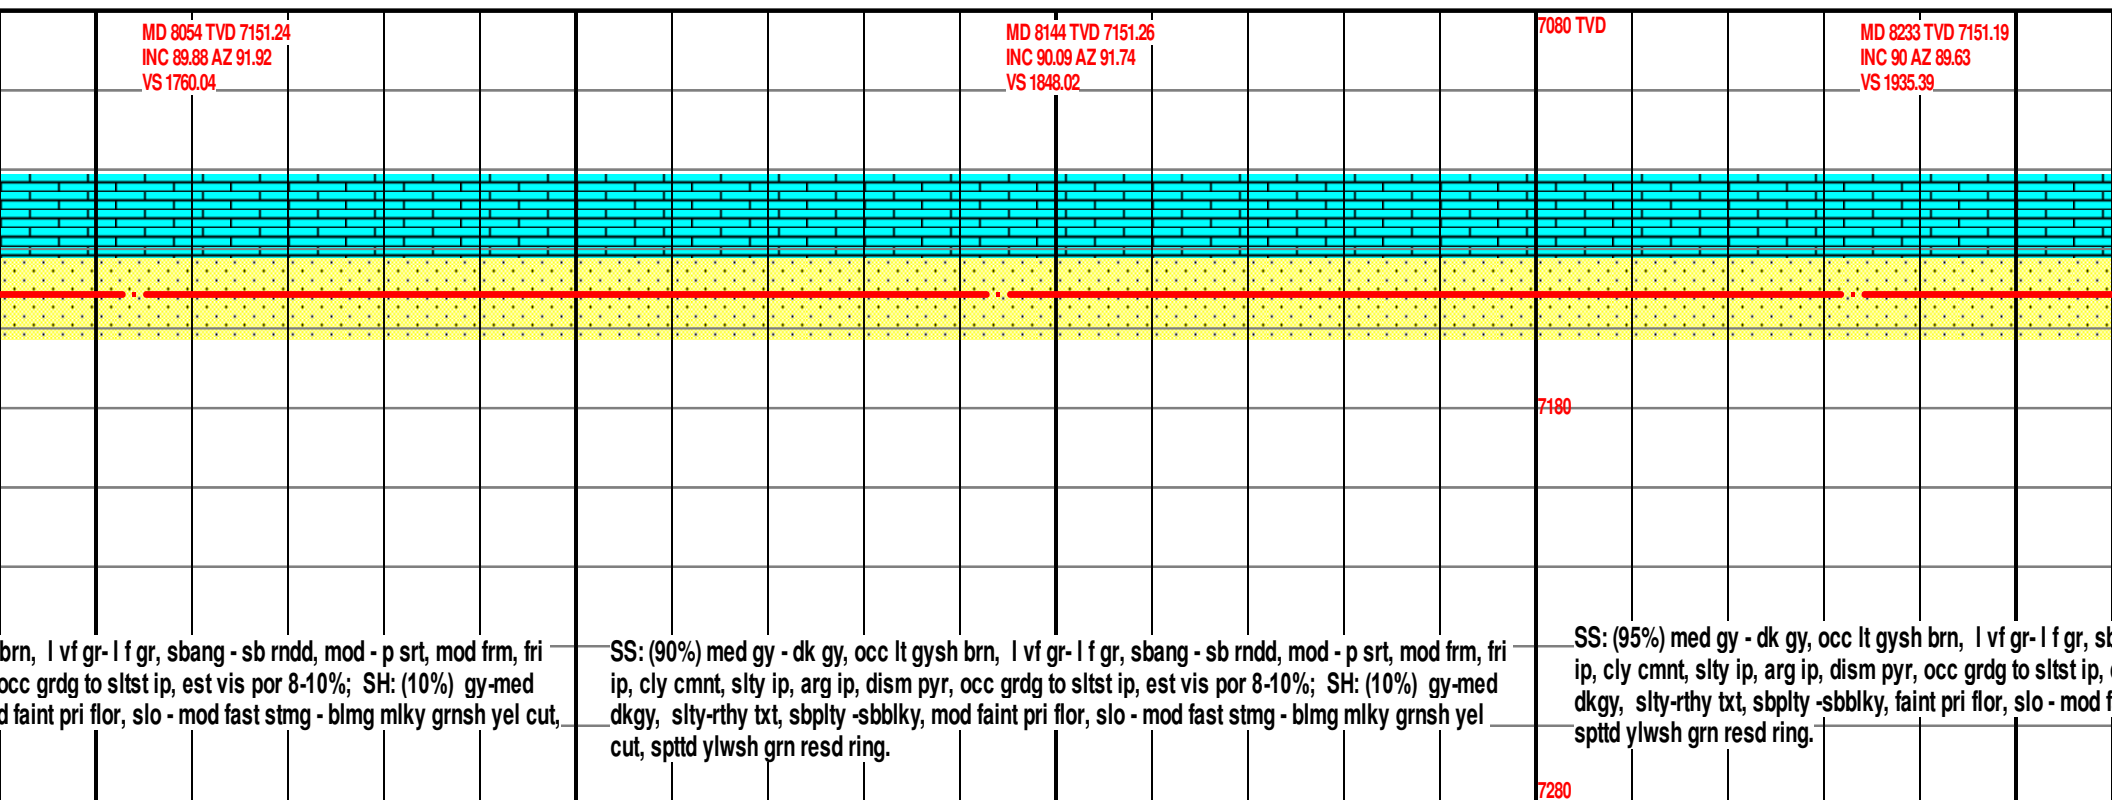 MD 8054 TVD 7151.24
INC 89.88 AZ 91.92
VS 1760.04
MD 8144 TVD 7151.26
INC 90.09 AZ 91.74
VS 1848.02
7080 TVD
MD 8233 TVD 7151.19
INC 90 AZ 89.63
VS 1935.39
7180
brn, l vf gr- l f gr, sbang - sb rndd, mod - p srt, mod frm, fri
occ grdg to sltst ip, est vis por 8-10%; SH: (10%) gy-med
d faint pri flor, slo - mod fast stmg - blmg mlky grnsh yel cut,
SS: (90%) med gy - dk gy, occ lt gysh brn, l vf gr- l f gr, sbang - sb rndd, mod - p srt, mod frm, fri
ip, cly cmnt, slty ip, arg ip, dism pyr, occ grdg to sltst ip, est vis por 8-10%; SH: (10%) gy-med
dkgy, slty-rthy txt, sbplty -sbblky, mod faint pri flor, slo - mod fast stmg - blmg mlky grnsh yel
cut, spttd ylwsh grn resd ring.
SS: (95%) med gy - dk gy, occ lt gysh brn, l vf gr- l f gr, sb
ip, cly cmnt, slty ip, arg ip, dism pyr, occ grdg to sltst ip,
dkgy, slty-rthy txt, sbplty -sbblky, faint pri flor, slo - mod f
spttd ylwsh grn resd ring.
7280